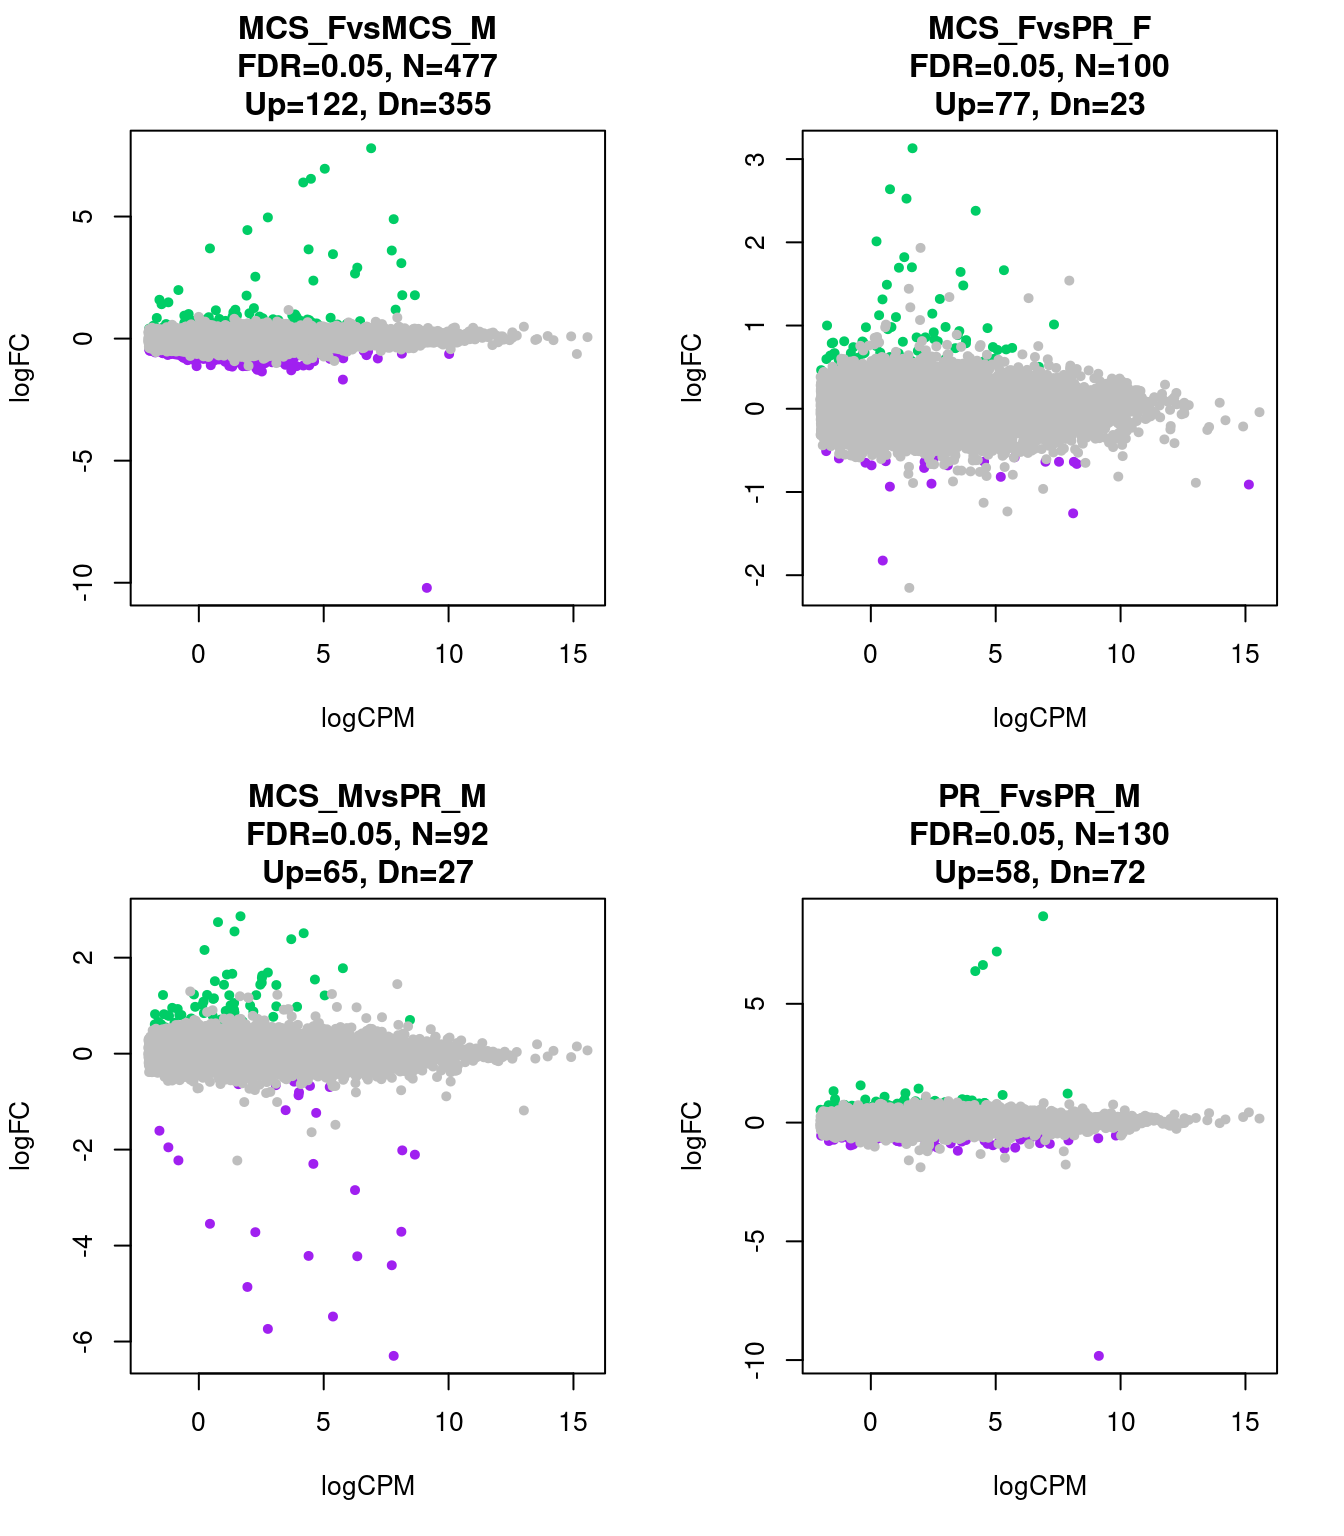 MCS_FvsMCS_M
FDR=0.05, N=477
Up=122, Dn=355
5
0
-5
-10
logFC
0 5 10 15
logCPM
MCS_FvsPR_F
FDR=0.05, N=100
Up=77, Dn=23
3
2
1
0
-1
-2
logFC
0 5 10 15
logCPM
MCS_MvsPR_M
FDR=0.05, N=92
Up=65, Dn=27
2
0
-2
-4
-6
logFC
0 5 10 15
logCPM
PR_FvsPR_M
FDR=0.05, N=130
Up=58, Dn=72
5
0
-5
-10
logFC
0 5 10 15
logCPM